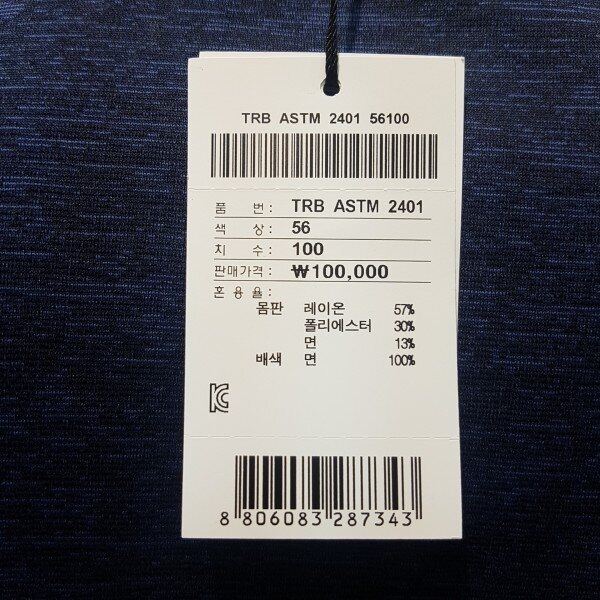 TRB ASTM 2401 56100
품 번 : TRB ASTM 2401
색 상 : 56
치 수 : 100
판매가격 : ₩100,000
혼 용 율 :
몸판 레이온 57%
폴리에스터 30%
면 13%
배색 면 100%
KC
8 806083 287343